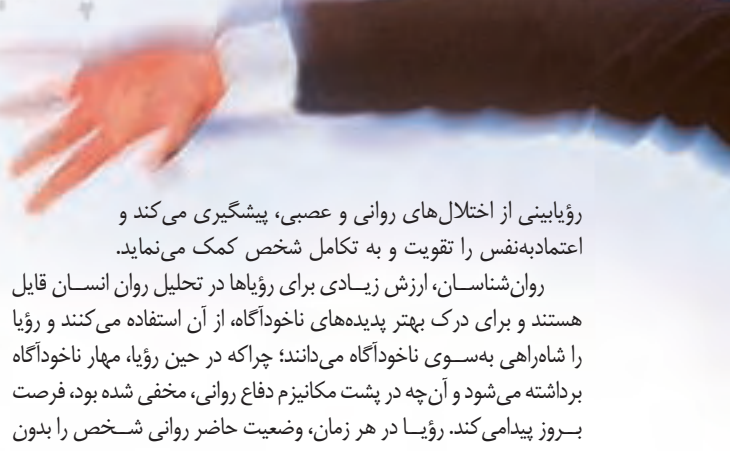 رؤیابینی از اختلال‌های روانی و عصبی، پیشگیری می‌کند و
اعتمادبه‌نفس را تقویت و به تکامل شخص کمک می‌نماید.
روان‌شناسان، ارزش زیادی برای رؤیاها در تحلیل روان انسان قایل
هستند و برای درک بهتر پدیده‌های ناخودآگاه، از آن استفاده می‌کنند و رؤیا
را شاه‌راهی به‌سوی ناخودآگاه می‌دانند؛ چراکه در حین رؤیا، مهار ناخودآگاه
برداشته می‌شود و آن‌چه در پشت مکانیزم دفاع روانی، مخفی شده بود، فرصت
بروز پیدامی‌کند. رؤیا در هر زمان، وضعیت حاضر روانی شخص را بدون